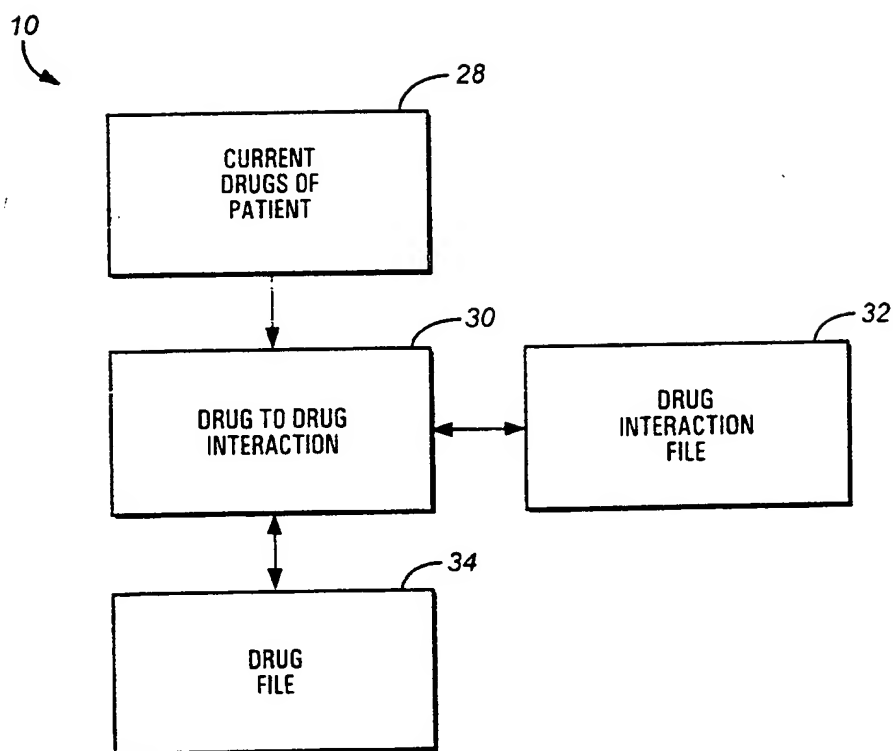 10
28
CURRENT
DRUGS OF
PATIENT
30
32
DRUG TO DRUG
INTERACTION
DRUG
INTERACTION
FILE
34
DRUG
FILE